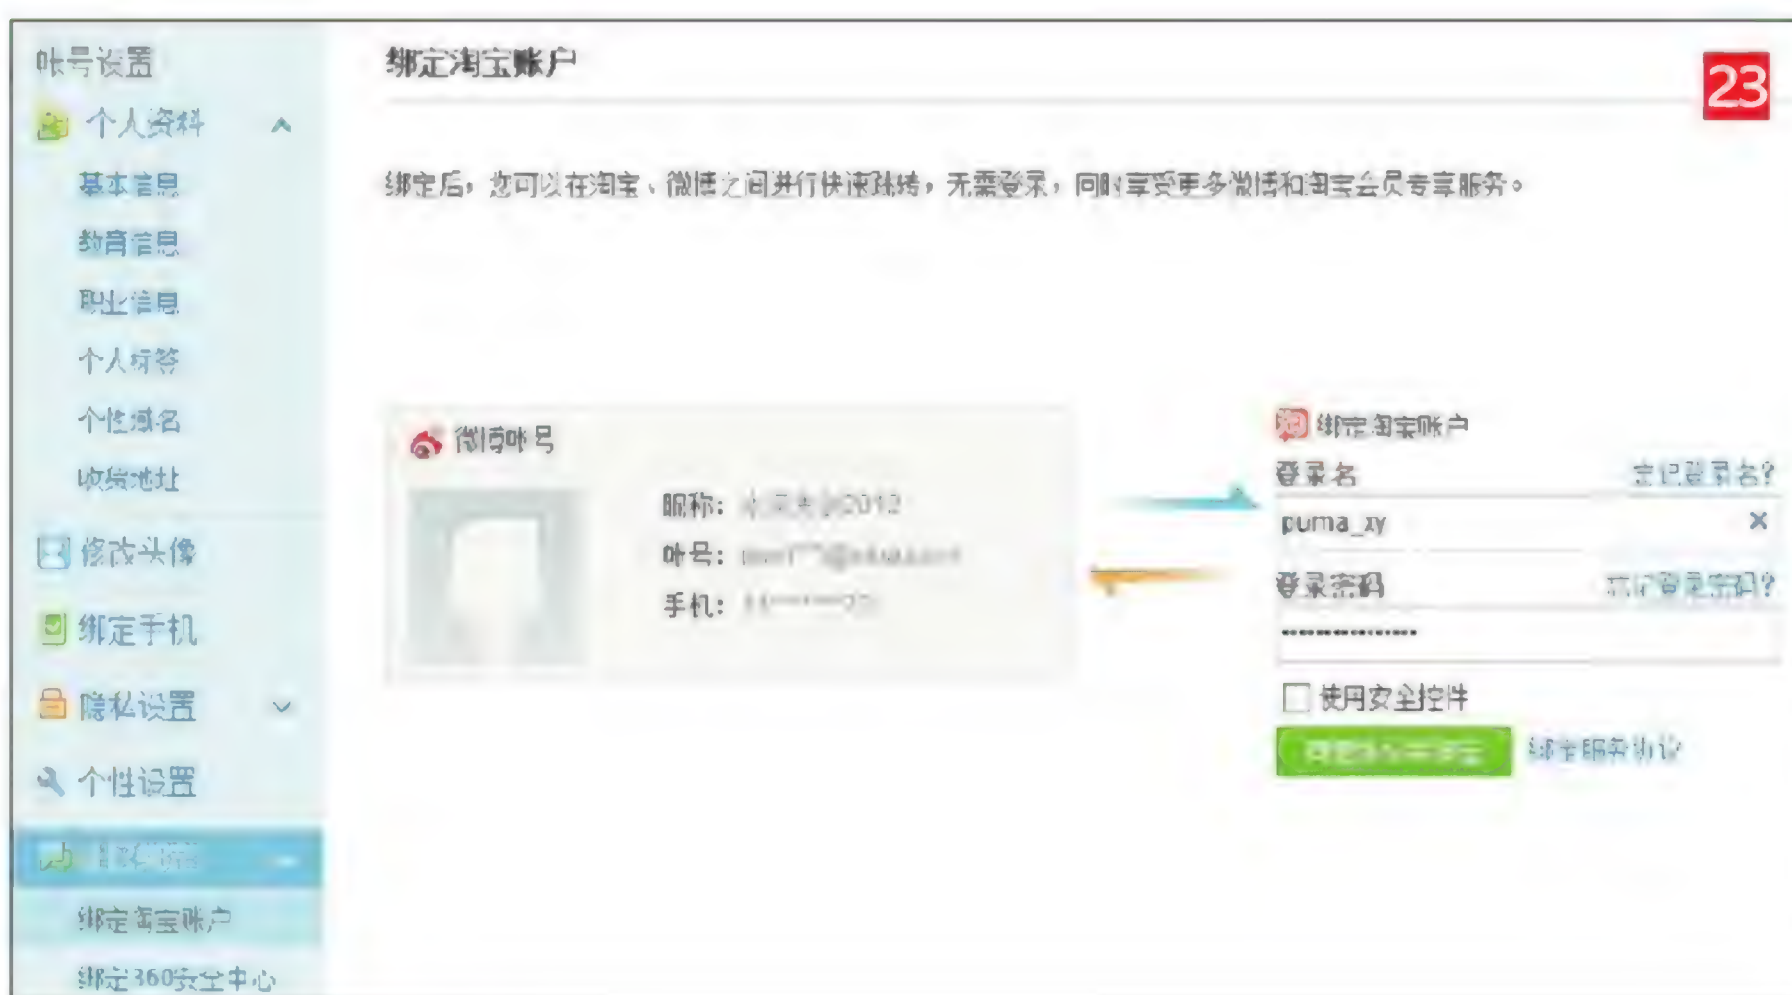 帐号设置
个人资料
基本信息
教育信息
职业信息
个人标签
个性域名
收货地址
修改头像
绑定手机
隐私设置
个性设置
绑定淘宝账户
绑定360安全中心
绑定淘宝账户
23
绑定后，您可以在淘宝、微博之间进行快速跳转，无需登录，同时享受更多微博和淘宝会员专享服务。
微博帐号
昵称：
帐号：
手机：
淘 绑定淘宝账户
登录名 忘记登录名?
puma_xy ×
登录密码 忘记登录密码?
使用安全控件
绑定服务协议